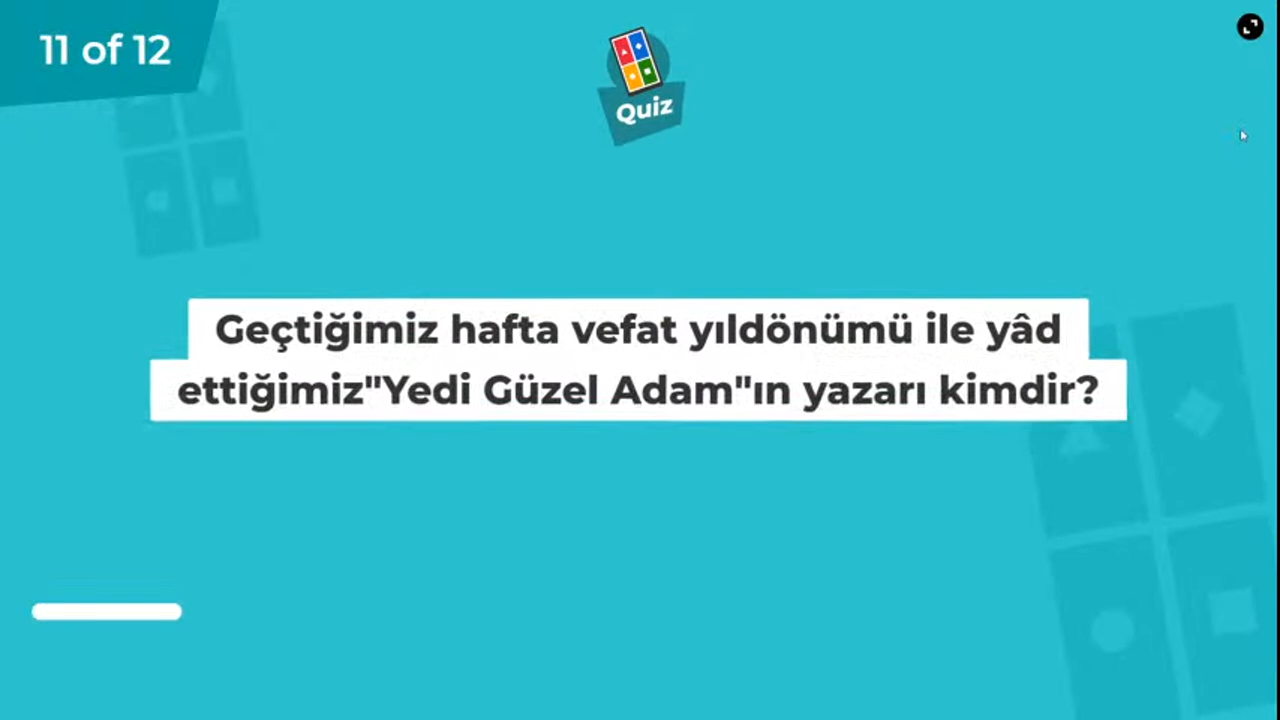 11 of 12
Quiz
Geçtiğimiz hafta vefat yıldönümü ile yâd
ettiğimiz"Yedi Güzel Adam"ın yazarı kimdir?